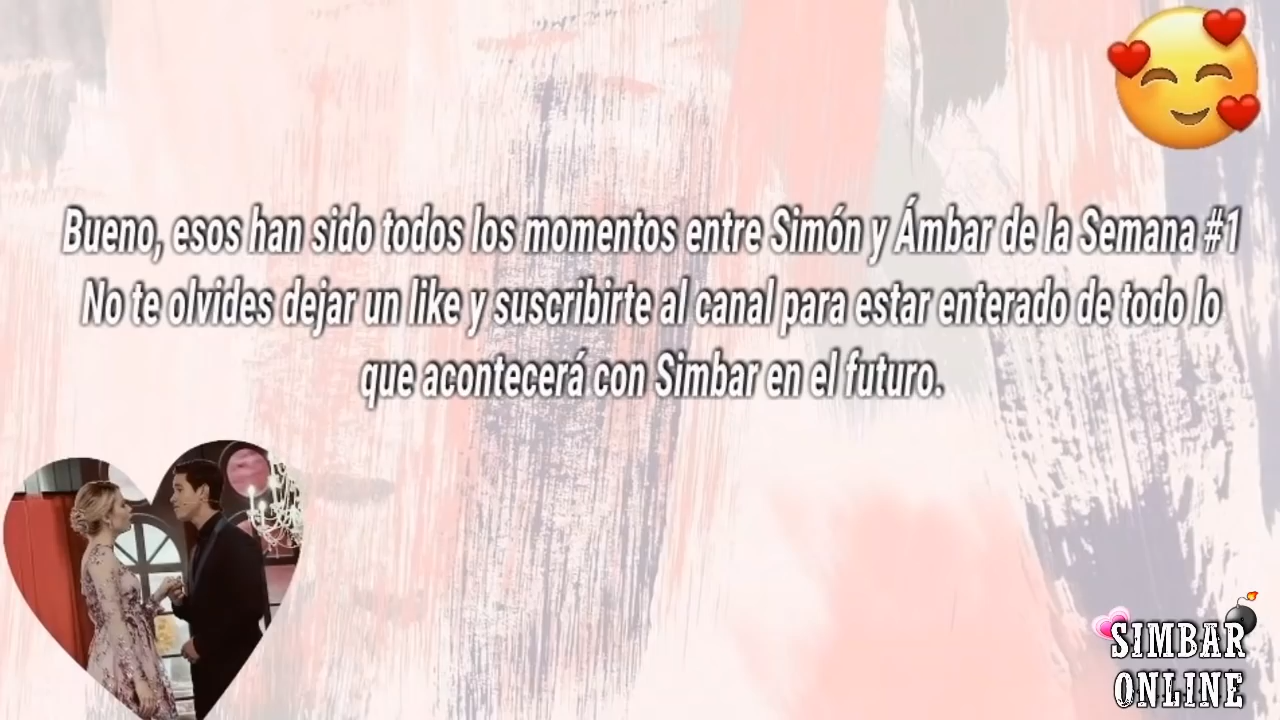 Bueno, esos han sido todos los momentos entre Simón y Ámbar de la Semana #1
No te olvides dejar un like y suscribirte al canal para estar enterado de todo lo
que acontecerá con Simbar en el futuro.
SIMBAR
ONLINE